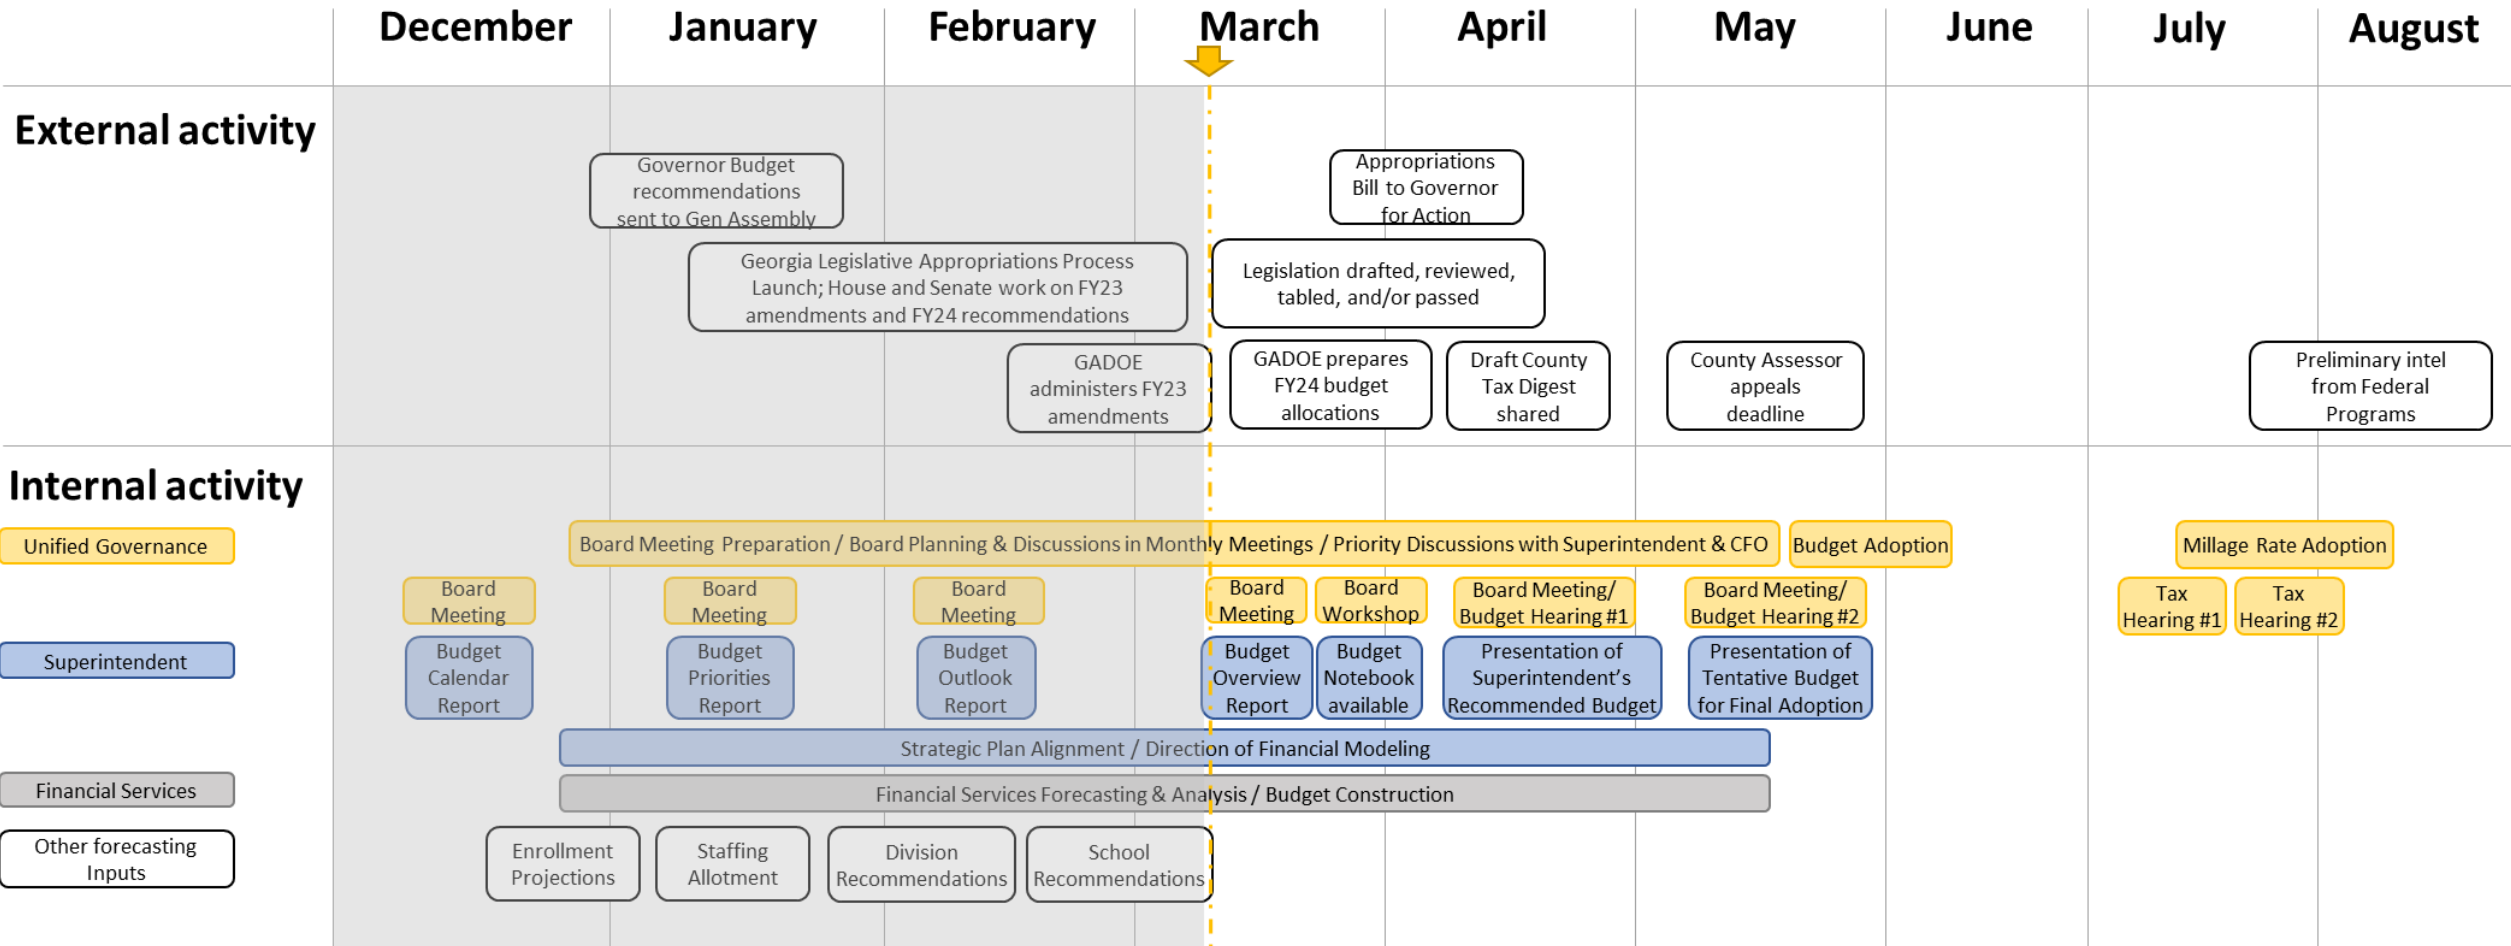 December January February March April May June July August
External activity
Governor Budget
recommendations
sent to Gen Assembly
Appropriations
Bill to Governor
for Action
Georgia Legislative Appropriations Process
Launch; House and Senate work on FY23
amendments and FY24 recommendations
Legislation drafted, reviewed,
tabled, and/or passed
GADOE
administers FY23
amendments
GADOE prepares
FY24 budget
allocations
Draft County
Tax Digest
shared
County Assessor
appeals
deadline
Preliminary intel
from Federal
Programs
Internal activity
Unified Governance
Board Meeting Preparation / Board Planning & Discussions in Monthly Meetings / Priority Discussions with Superintendent & CFO
Budget Adoption
Millage Rate Adoption
Board
Meeting
Board
Meeting
Board
Meeting
Board
Meeting
Board
Workshop
Board Meeting/
Budget Hearing #1
Board Meeting/
Budget Hearing #2
Tax
Hearing #1
Tax
Hearing #2
Superintendent
Budget
Calendar
Report
Budget
Priorities
Report
Budget
Outlook
Report
Budget
Overview
Report
Budget
Notebook
available
Presentation of
Superintendent's
Recommended Budget
Presentation of
Tentative Budget
for Final Adoption
Strategic Plan Alignment / Direction of Financial Modeling
Financial Services
Financial Services Forecasting & Analysis / Budget Construction
Other forecasting
Inputs
Enrollment
Projections
Staffing
Allotment
Division
Recommendations
School
Recommendations